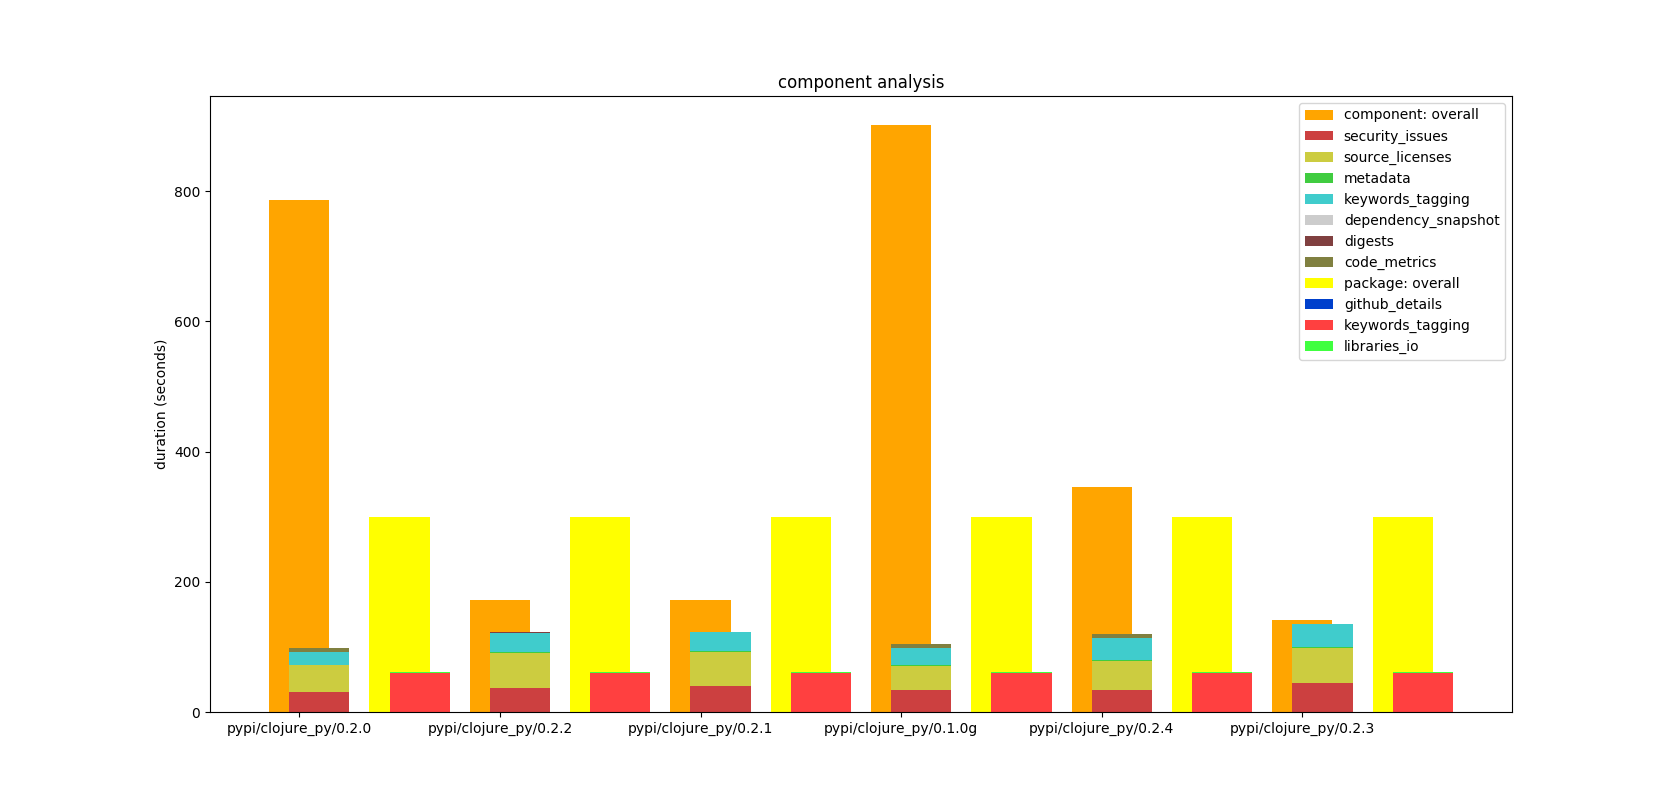 component analysis
component: overall
security_issues
source_licenses
metadata
keywords_tagging
dependency_snapshot
digests
code_metrics
package: overall
github_details
keywords_tagging
libraries_io
duration (seconds)
800
600
400
200
0
pypi/clojure_py/0.2.0 pypi/clojure_py/0.2.2 pypi/clojure_py/0.2.1 pypi/clojure_py/0.1.0g pypi/clojure_py/0.2.4 pypi/clojure_py/0.2.3